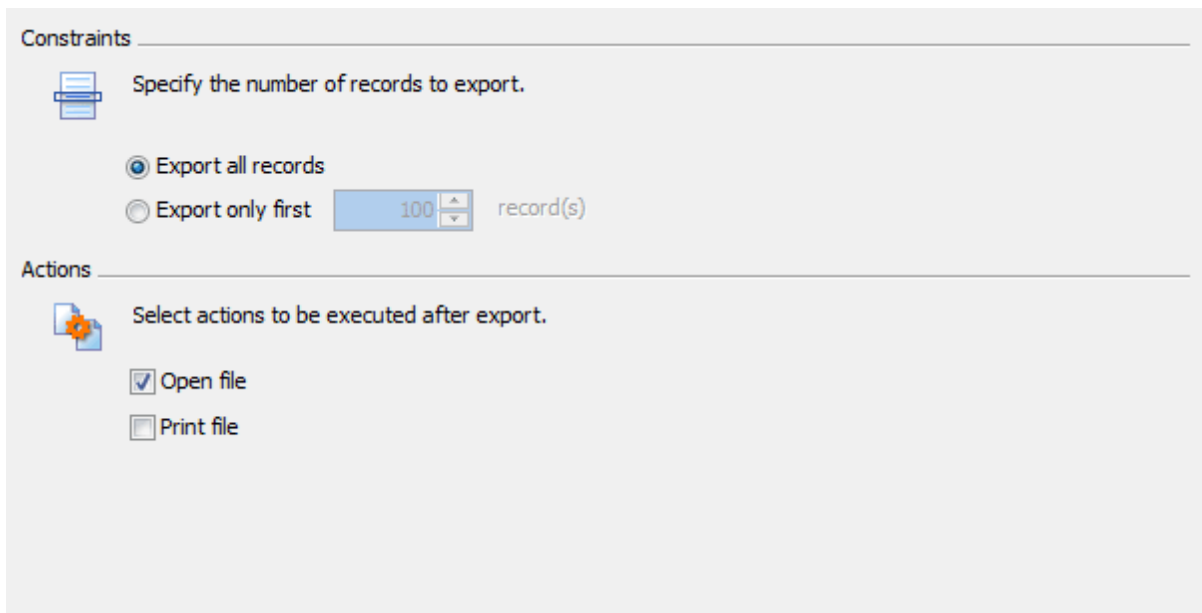 Constraints
Specify the number of records to export.
Export all records
Export only first 100 record(s)
Actions
Select actions to be executed after export.
Open file
Print file